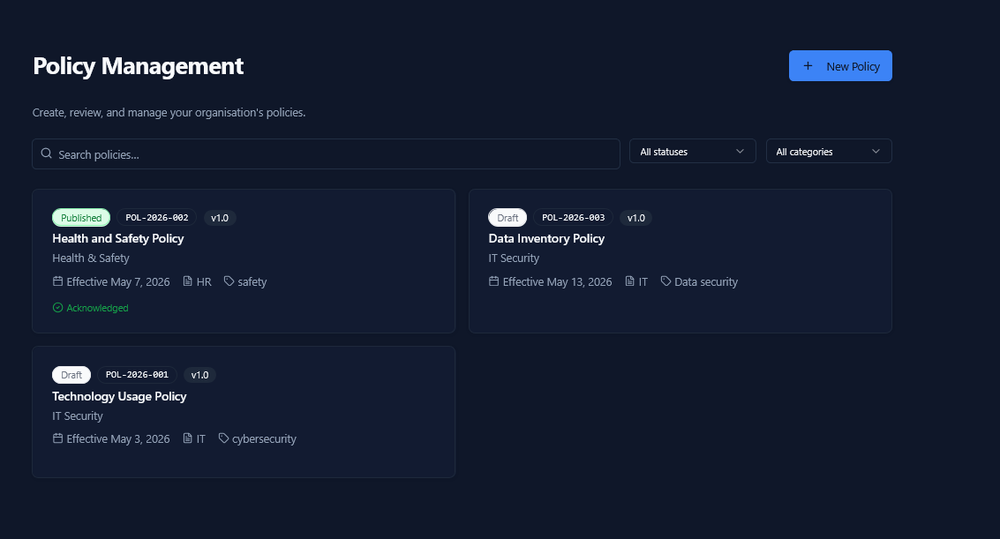 Policy Management
+ New Policy
Create, review, and manage your organisation's policies.
Search policies...
All statuses
All categories
Published POL-2026-002 v1.0
Health and Safety Policy
Health & Safety
Effective May 7, 2026 HR safety
Acknowledged
Draft POL-2026-003 v1.0
Data Inventory Policy
IT Security
Effective May 13, 2026 IT Data security
Draft POL-2026-001 v1.0
Technology Usage Policy
IT Security
Effective May 3, 2026 IT cybersecurity